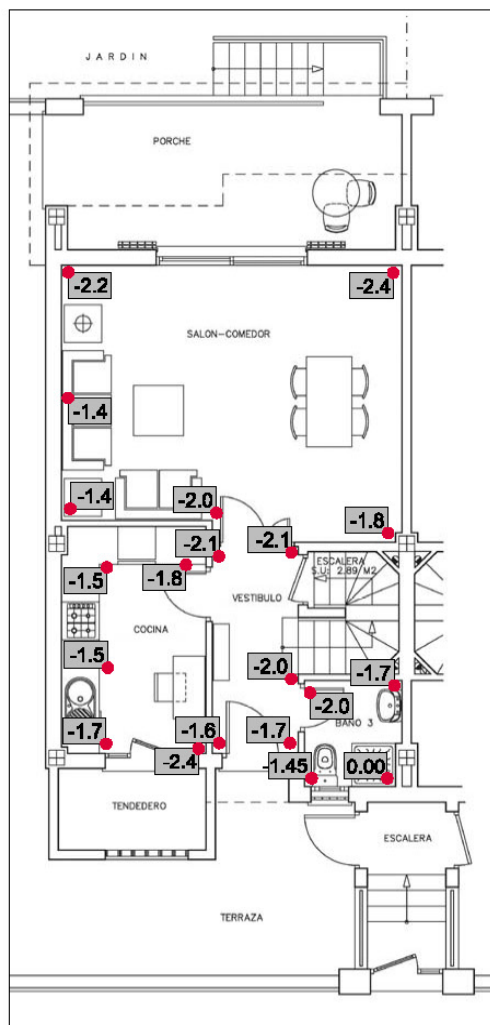 JARDIN
PORCHE
-2.2
-2.4
SALON-COMEDOR
-1.4
-1.4
-2.0
-1.8
-2.1
-2.1
ESCALERA
S.U: 2.89 M2
-1.5
-1.8
VESTIBULO
COCINA
-1.5
-2.0
-1.7
-2.0
BAÑO 3
-1.7
-1.6
-1.7
-2.4
-1.45
0.00
TENDEDERO
ESCALERA
TERRAZA